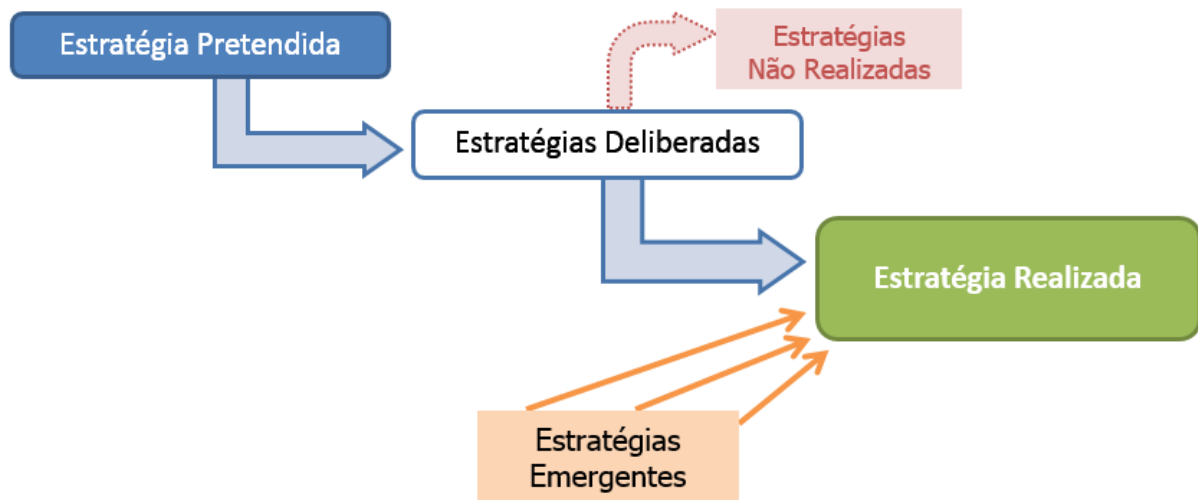 Estratégia Pretendida
Estratégias
Não Realizadas
Estratégias Deliberadas
Estratégia Realizada
Estratégias
Emergentes